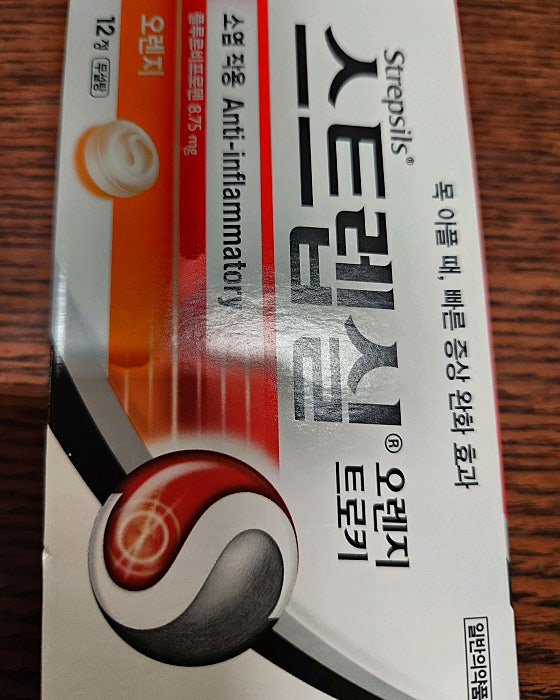 목 아플 때, 빠른 증상 완화 효과
Strepsils®
스트렙실® 오렌지
트로키
소염 작용 Anti-inflammatory
플루르비프로펜 8.75 mg
오렌지
12정 무설탕
일반의약품